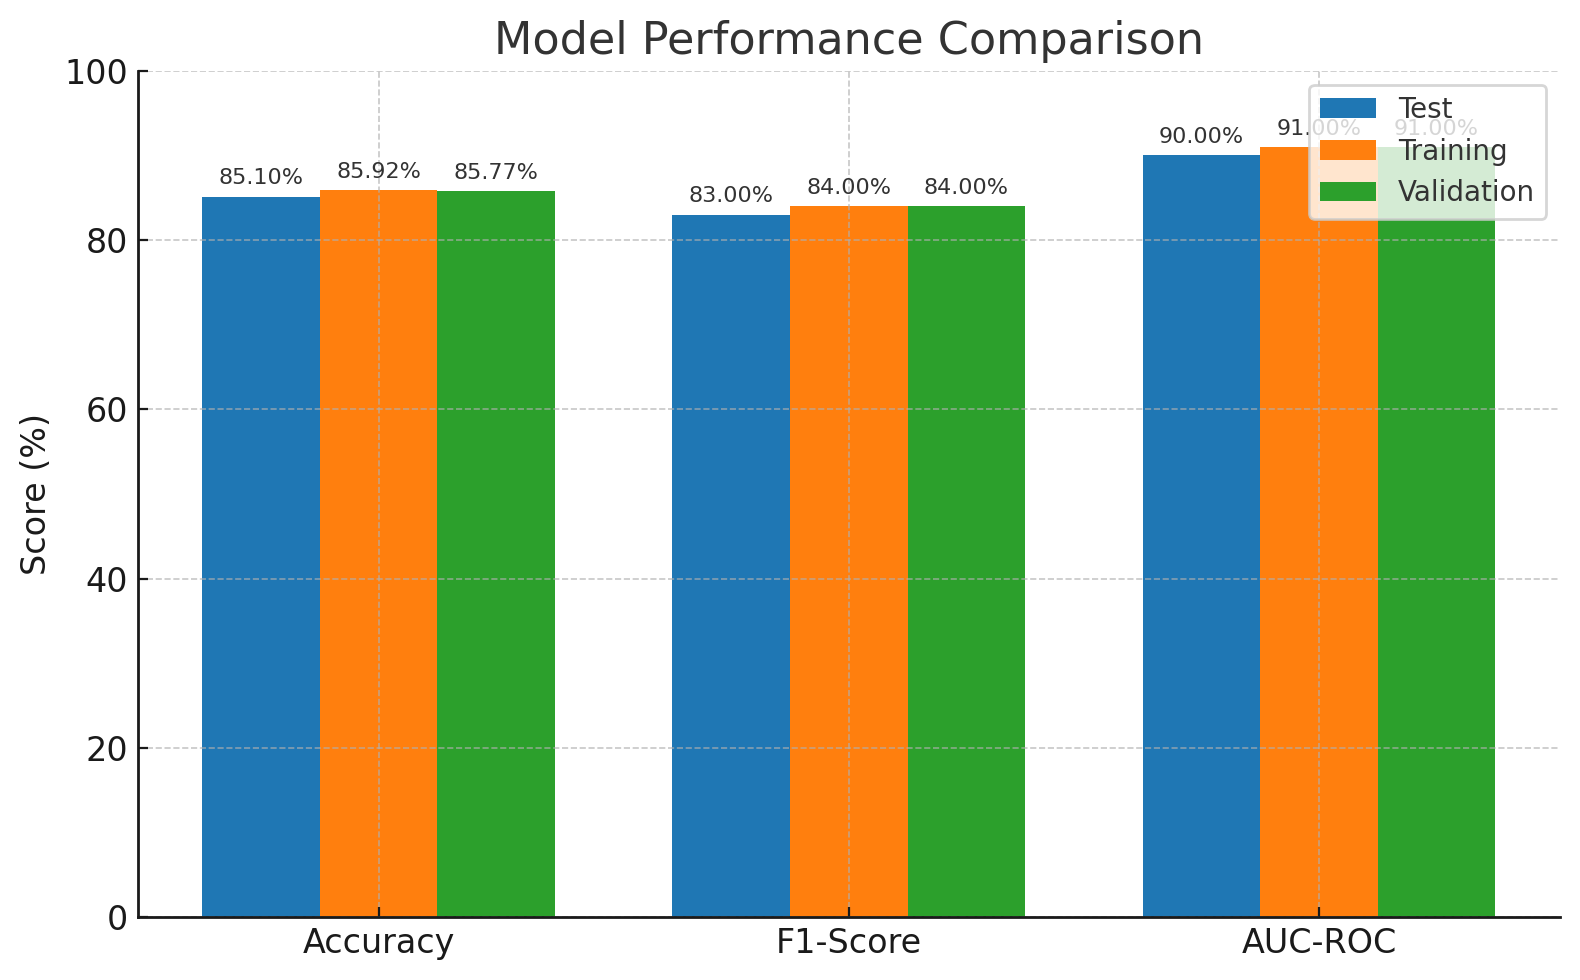 Model Performance Comparison
Score (%)
100
80
60
40
20
0
85.10%
85.92%
85.77%
83.00%
84.00%
84.00%
90.00%
91.00%
91.00%
Test
Training
Validation
Accuracy
F1-Score
AUC-ROC